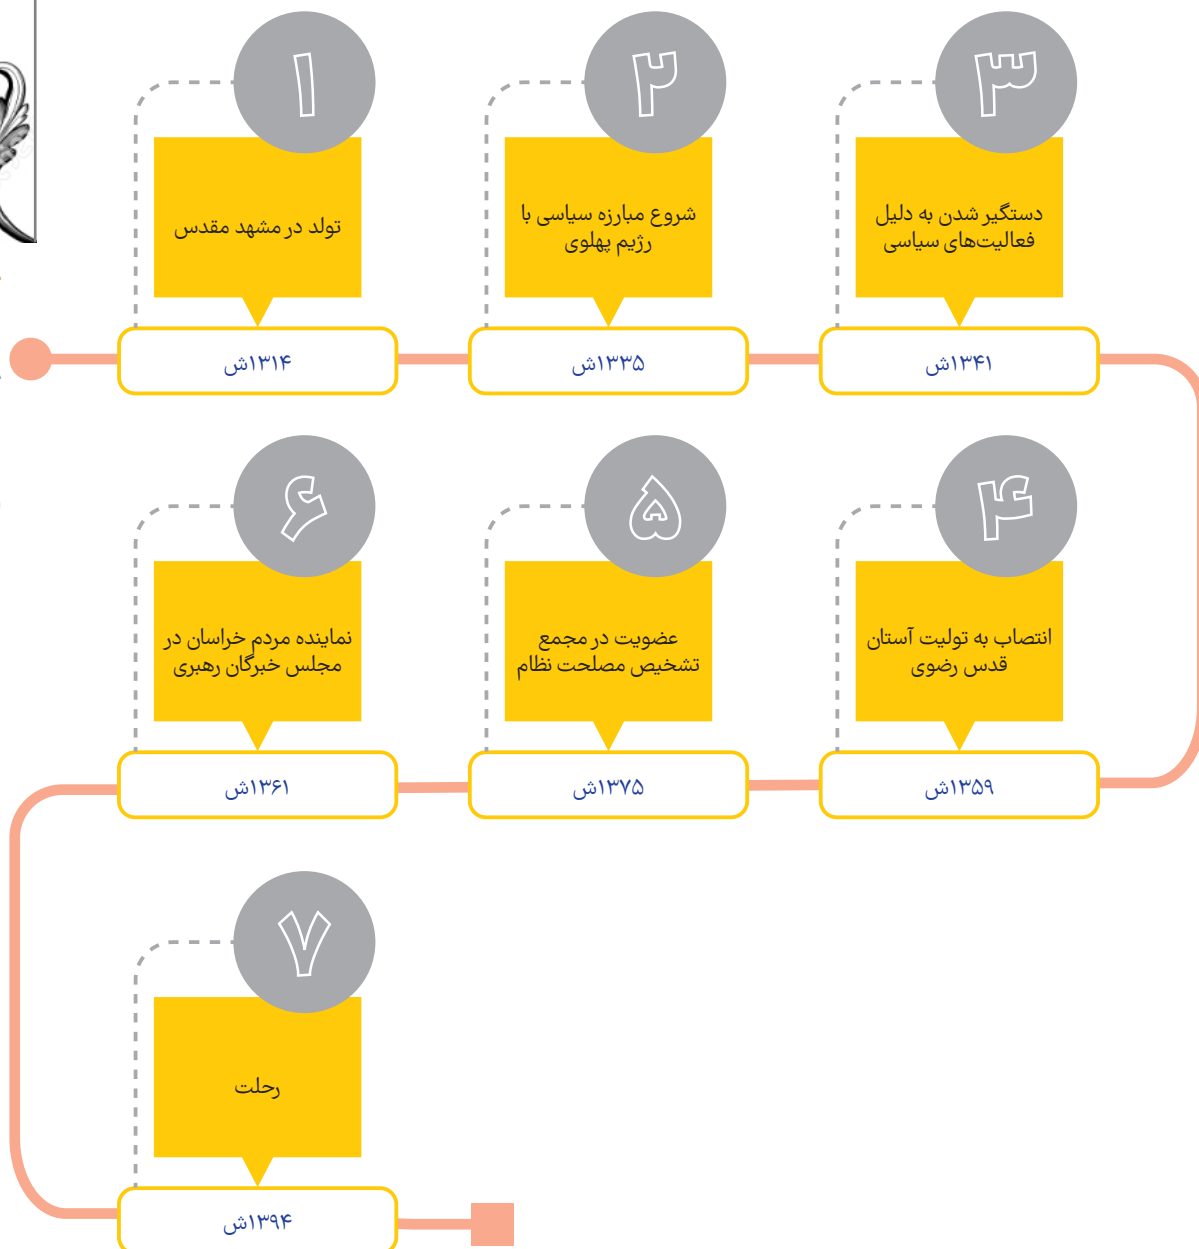 ۱
تولد در مشهد مقدس
۱۳۱۴ش
۲
شروع مبارزه سیاسی با
رژیم پهلوی
۱۳۳۵ش
۳
دستگیر شدن به دلیل
فعالیت‌های سیاسی
۱۳۴۱ش
۴
انتصاب به تولیت آستان
قدس رضوی
۱۳۵۹ش
۵
عضویت در مجمع
تشخیص مصلحت نظام
۱۳۷۵ش
۶
نماینده مردم خراسان در
مجلس خبرگان رهبری
۱۳۶۱ش
۷
رحلت
۱۳۹۴ش